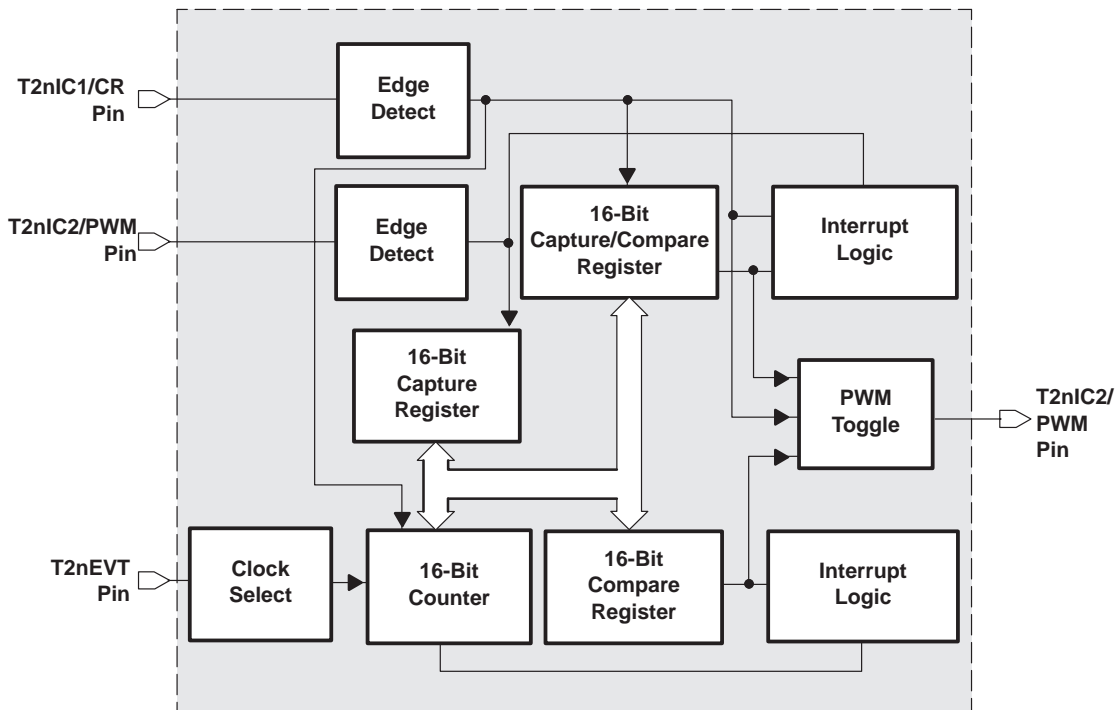 T2nIC1/CR
Pin
Edge
Detect
T2nIC2/PWM
Pin
Edge
Detect
16-Bit
Capture/Compare
Register
Interrupt
Logic
16-Bit
Capture
Register
PWM
Toggle
T2nIC2/
PWM
Pin
T2nEVT
Pin
Clock
Select
16-Bit
Counter
16-Bit
Compare
Register
Interrupt
Logic